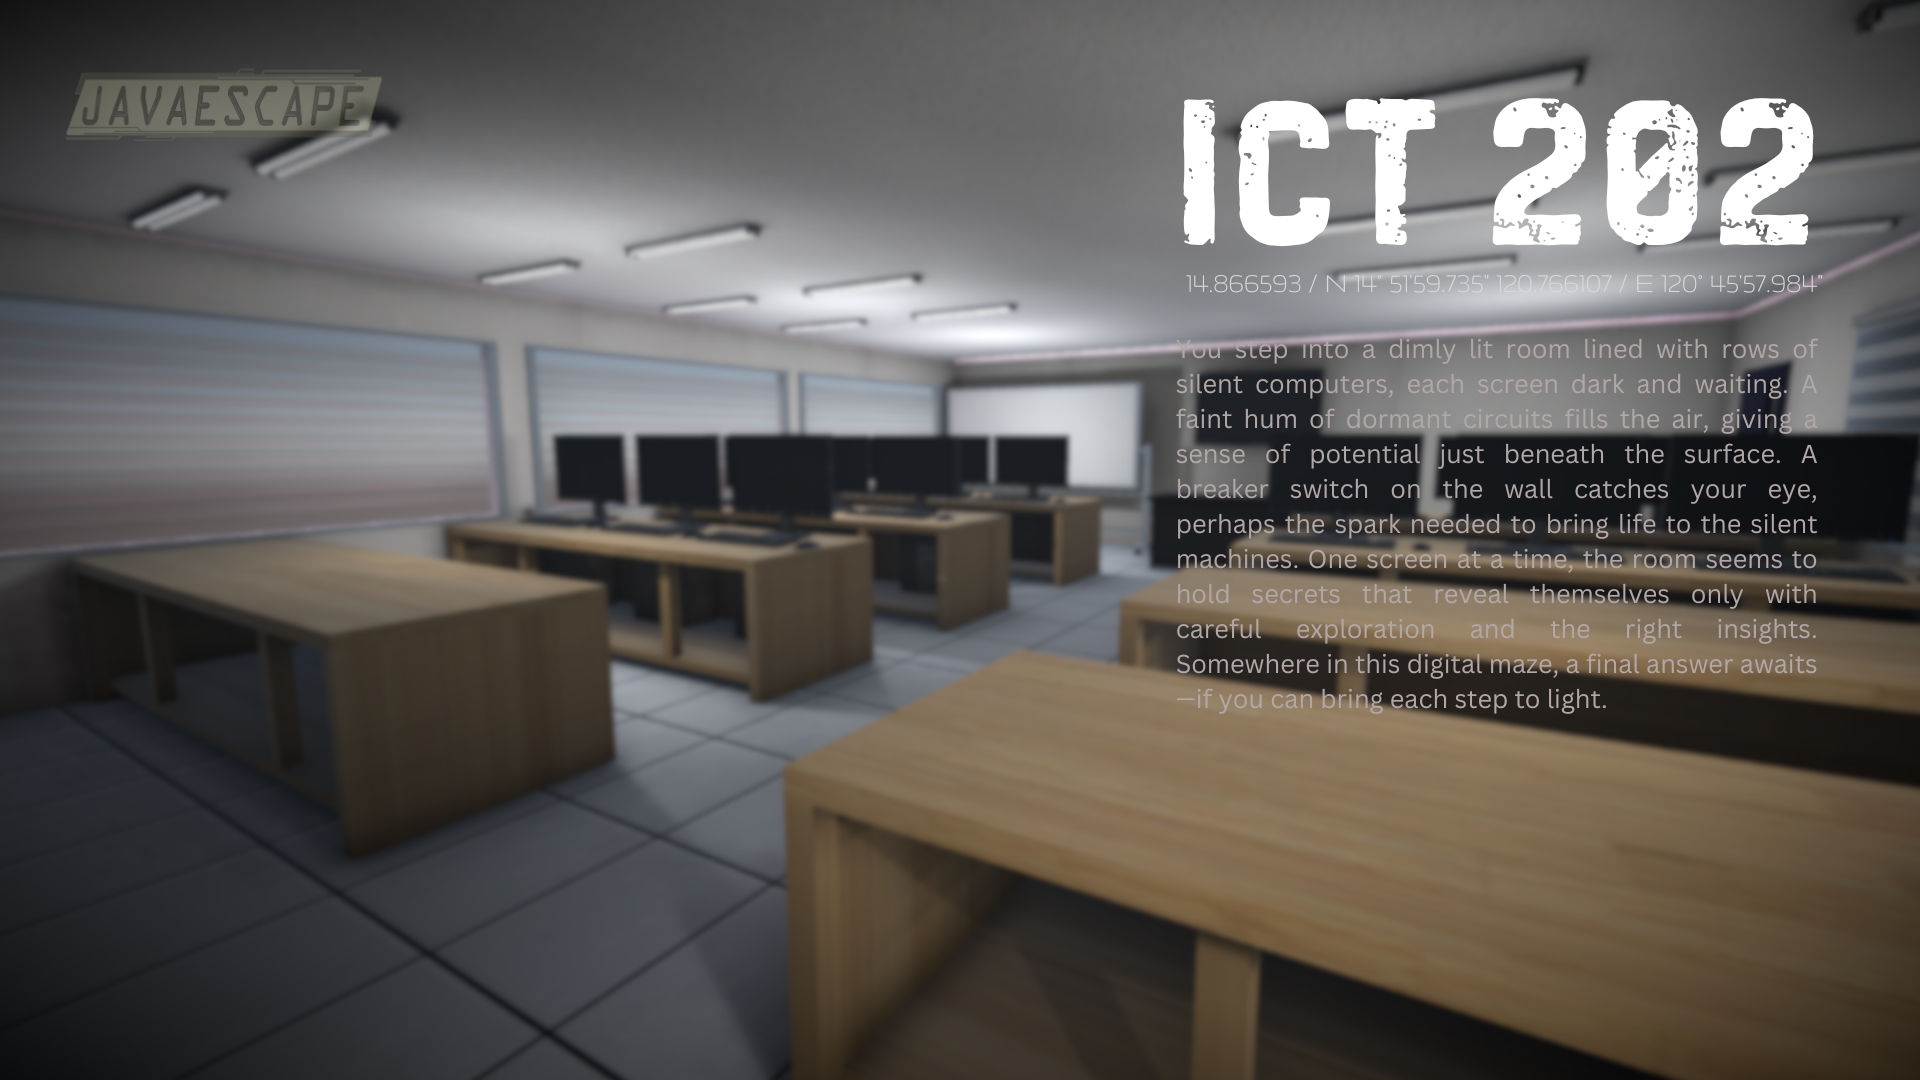 JAVAESCAPE
ICT 202
14.866593 / N 14° 51'59.735" 120.766107 / E 120° 45'57.984"
You step into a dimly lit room lined with rows of
silent computers, each screen dark and waiting. A
faint hum of dormant circuits fills the air, giving a
sense of potential just beneath the surface. A
breaker switch on the wall catches your eye,
perhaps the spark needed to bring life to the silent
machines. One screen at a time, the room seems to
hold secrets that reveal themselves only with
careful exploration and the right insights.
Somewhere in this digital maze, a final answer awaits
—if you can bring each step to light.